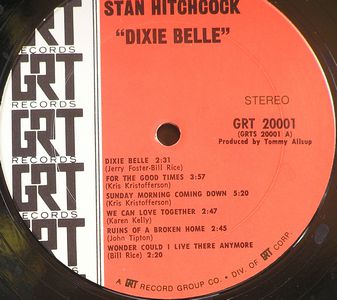 STAN HITCHCOCK
"DIXIE BELLE"
GRT
RECORDS
GRT
RECORDS
GRT
RECORDS
GRT
RECORDS
GRT
STEREO
GRT 20001
(GRTS 20001 A)
Produced by Tommy Allsup
DIXIE BELLE 2:31
(Jerry Foster-Bill Rice)
FOR THE GOOD TIMES 3:57
(Kris Kristofferson)
SUNDAY MORNING COMING DOWN 5:20
(Kris Kristofferson)
WE CAN LOVE TOGETHER 2:47
(Karen Kelly)
RUINS OF A BROKEN HOME 2:45
(John Tipton)
WONDER COULD I LIVE THERE ANYMORE
(Bill Rice) 2:20
A GRT RECORD GROUP CO. • DIV. OF GRT CORP.